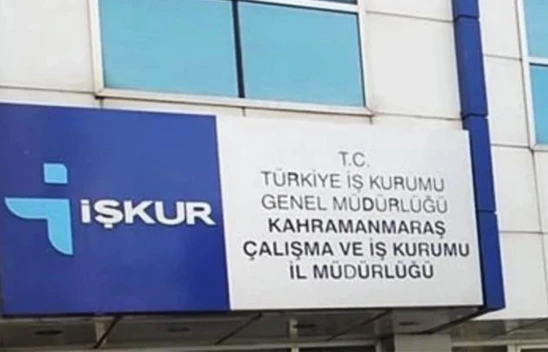 İŞKUR
T.C.
TÜRKİYE İŞ KURUMU
GENEL MÜDÜRLÜĞÜ
KAHRAMANMARAŞ
ÇALIŞMA VE İŞ KURUMU
İL MÜDÜRLÜĞÜ